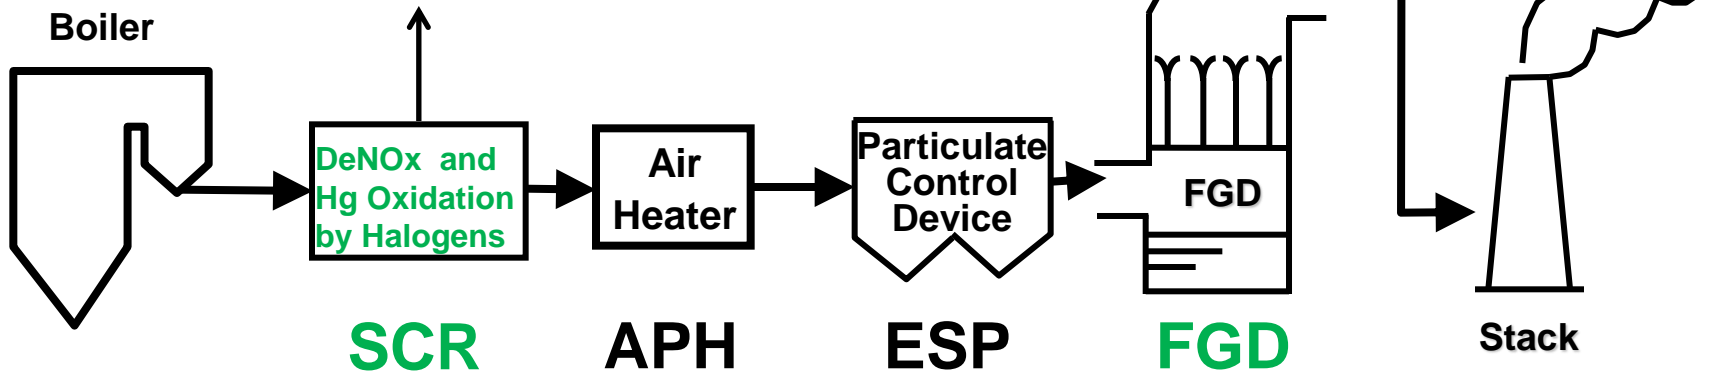 Boiler
DeNOx and
Hg Oxidation
by Halogens
Air
Heater
Particulate
Control
Device
FGD
SCR
APH
ESP
FGD
Stack